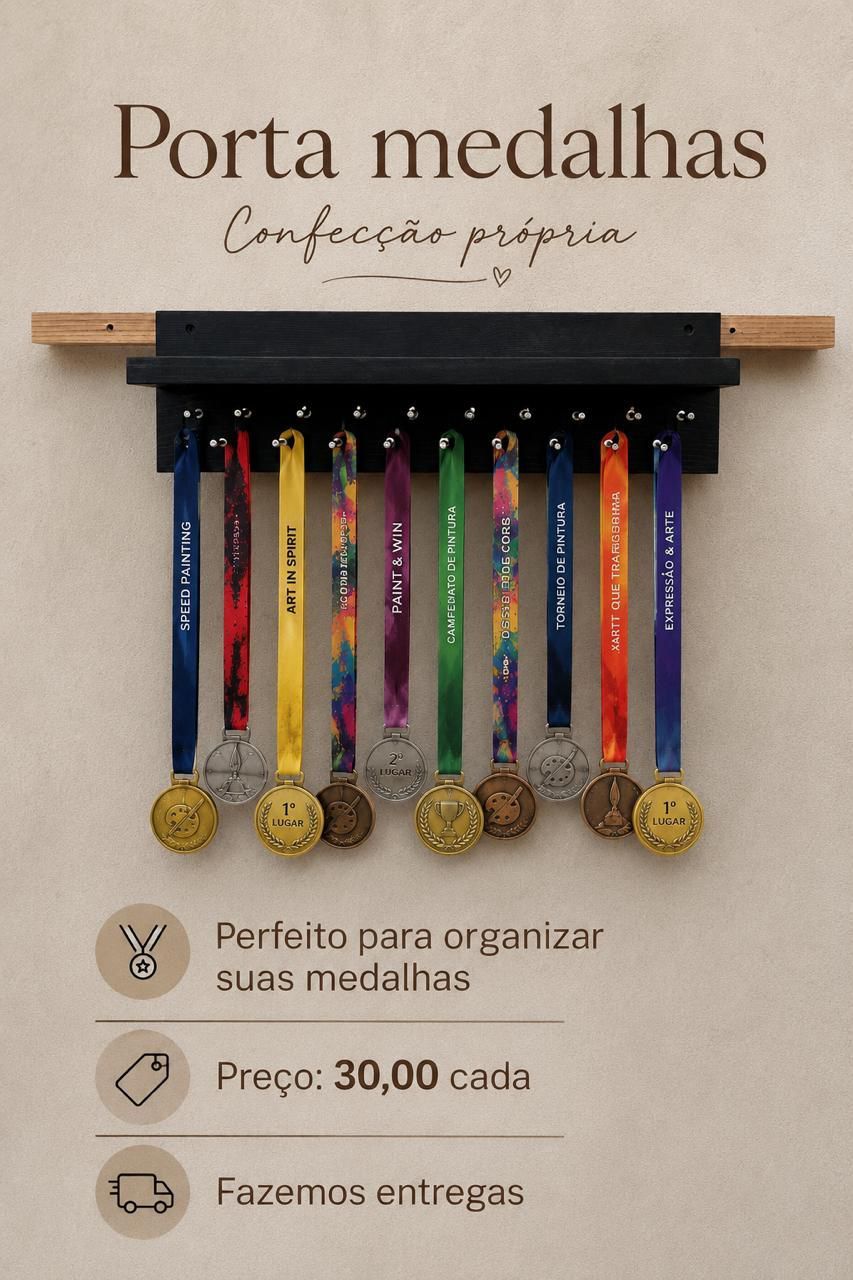 Porta medalhas
Confecção própria
SPEED PAINTING
ART IN SPIRIT
PAINT & WIN
CAMFEDIATO DE PINTURA
TORNEIO DE PINTURA
EXPRESSÃO & ARTE
2º
LUGAR
1º
LUGAR
1º
LUGAR
Perfeito para organizar
suas medalhas
Preço: 30,00 cada
Fazemos entregas